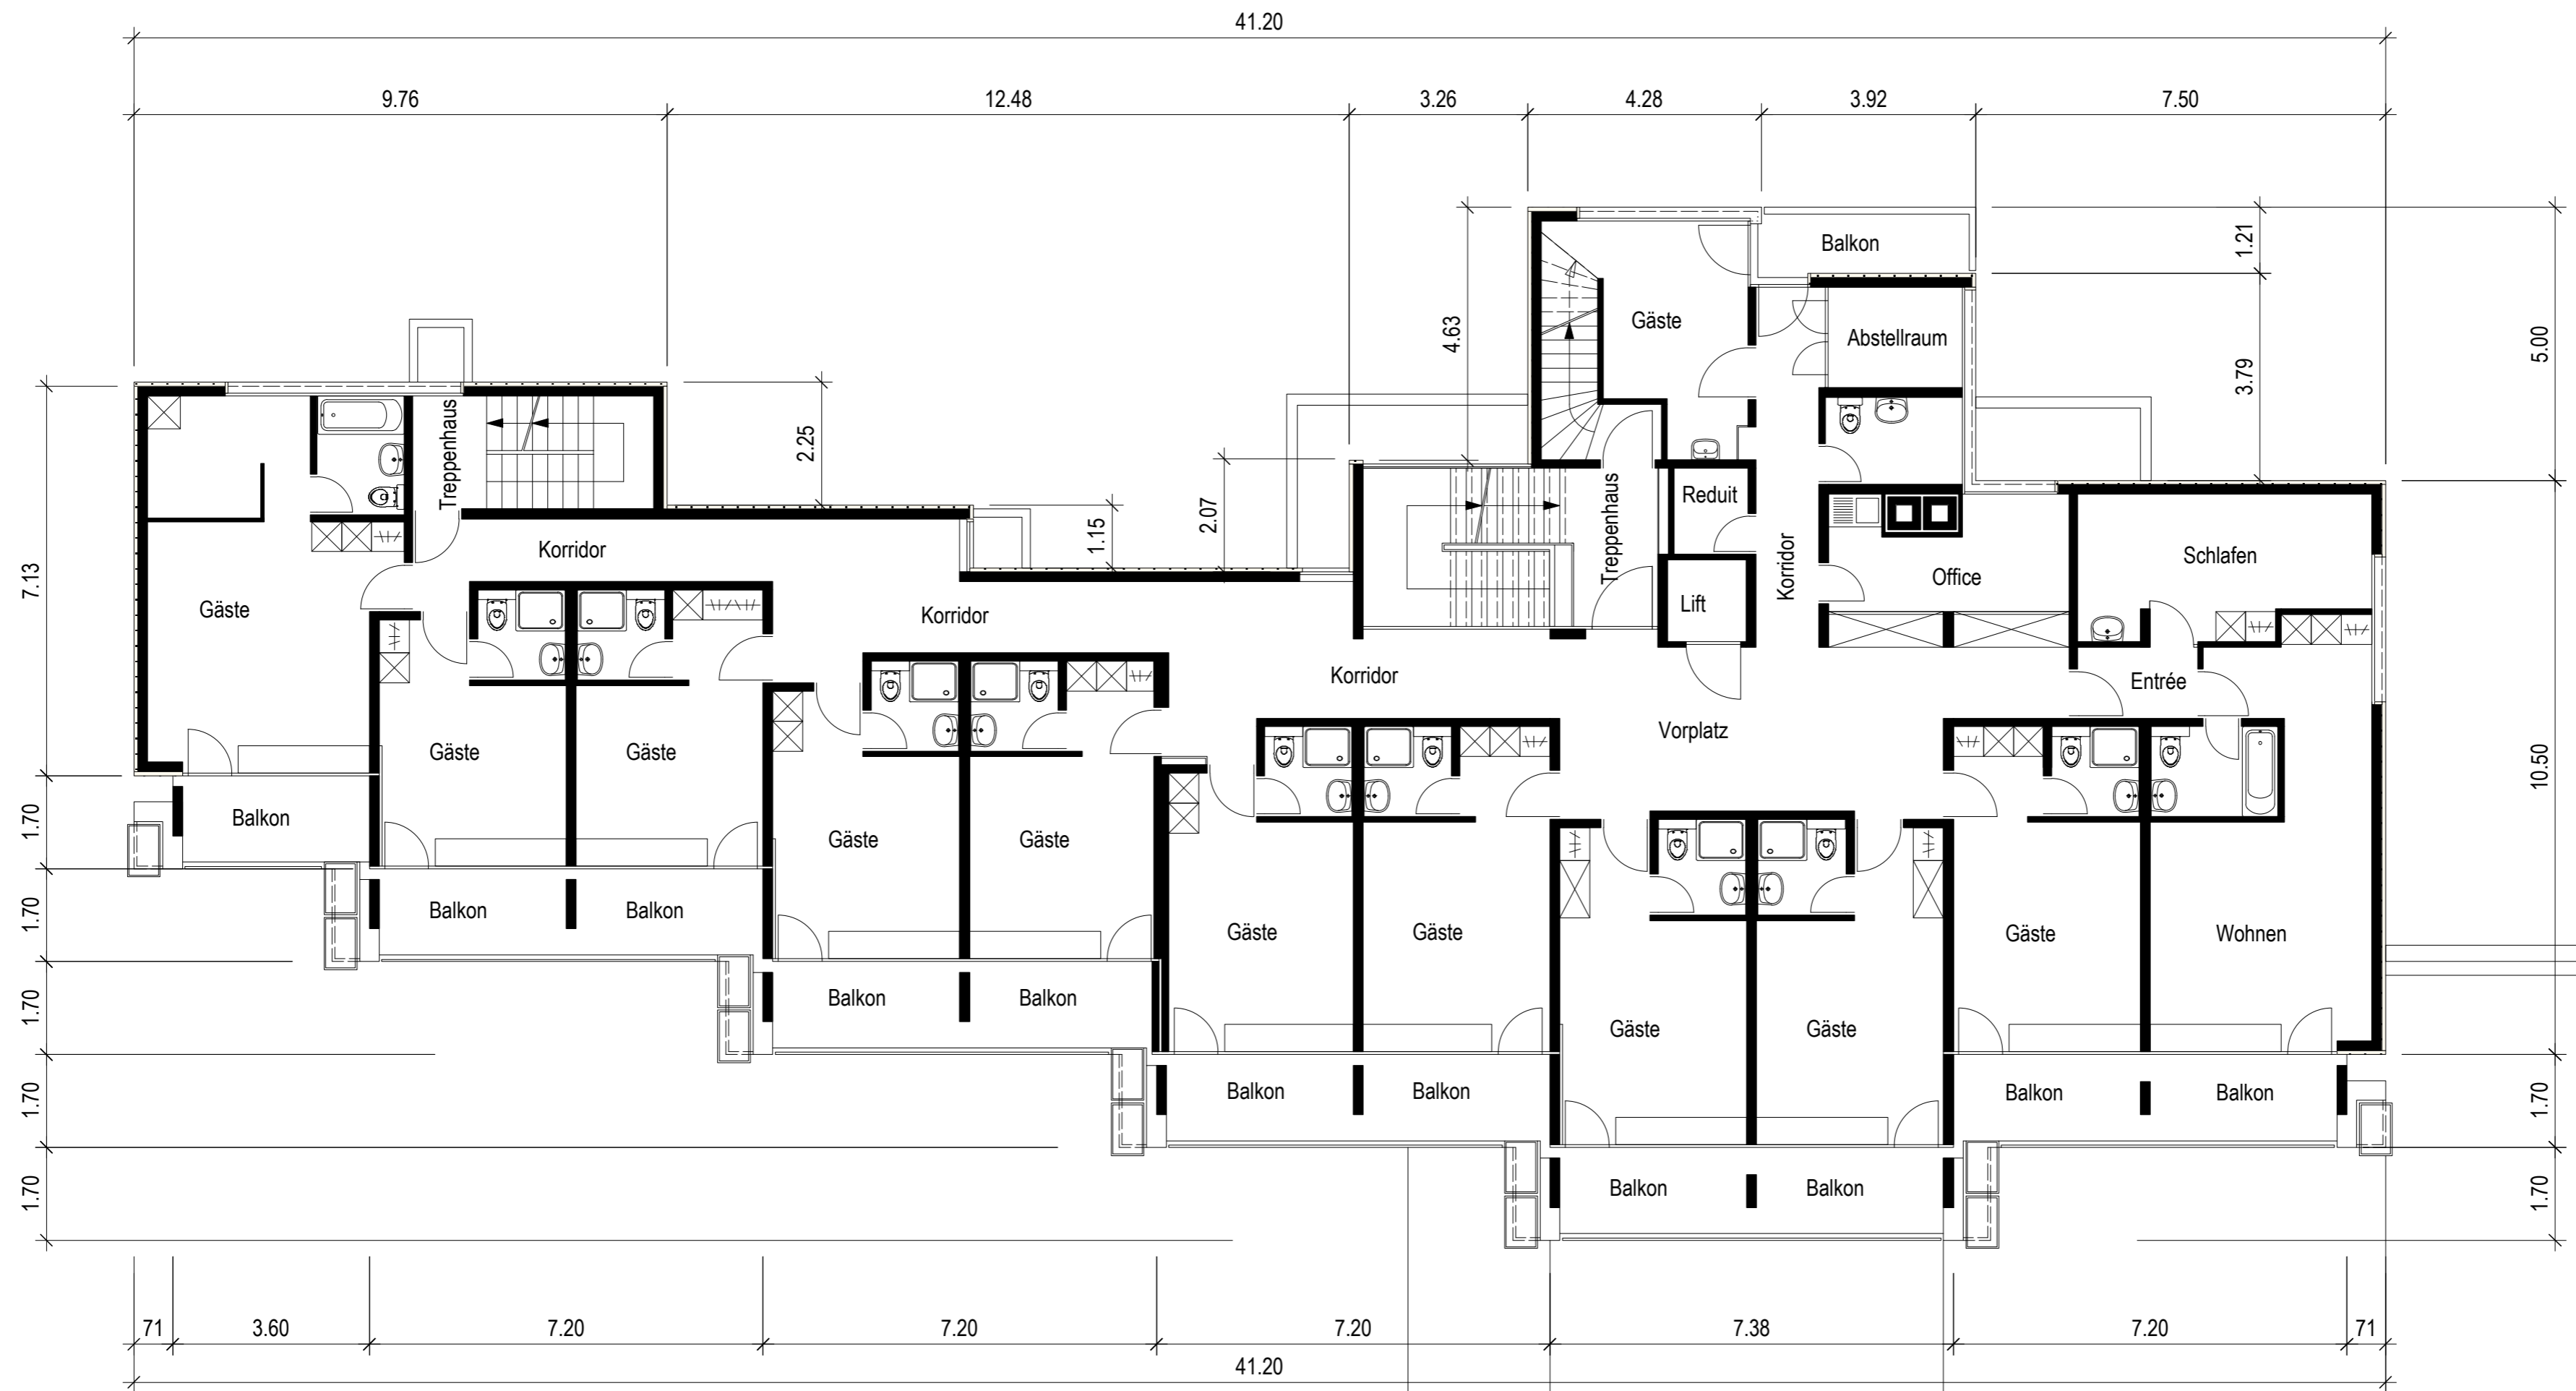 41.20
9.76 12.48 3.26 4.28 3.92 7.50
Balkon 1.21
Gäste 4.63 Abstellraum 5.00
3.79
Treppenhaus 2.25
Reduit
1.15 2.07 Treppenhaus
Korridor Schlafen
7.13 Korridor Office
Gäste Korridor Lift
Korridor Entrée
Gäste Gäste Vorplatz
10.50
1.70 Balkon Gäste Gäste
1.70 Balkon Balkon Gäste Gäste Gäste Wohnen
1.70 Balkon Balkon Gäste Gäste
1.70 Balkon Balkon Balkon Balkon 1.70
1.70 Balkon Balkon 1.70
71 3.60 7.20 7.20 7.20 7.38 7.20 71
41.20